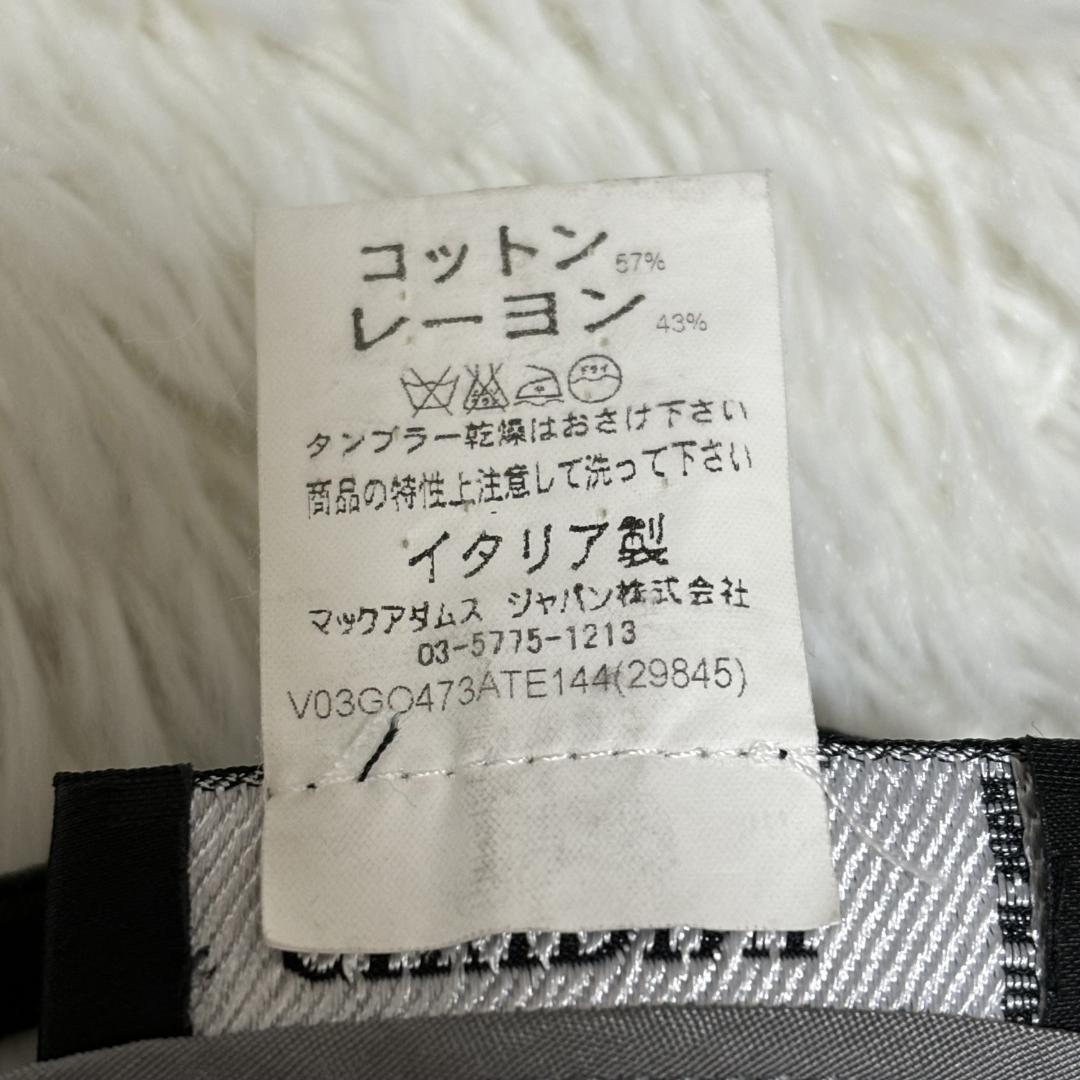 コットン 57%
レーヨン 43%
ドライ
タンブラー乾燥はおさけ下さい
商品の特性上注意して洗って下さい
イタリア製
マックアダムス ジャパン株式会社
03-5775-1213
V03GO473ATE144(29845)